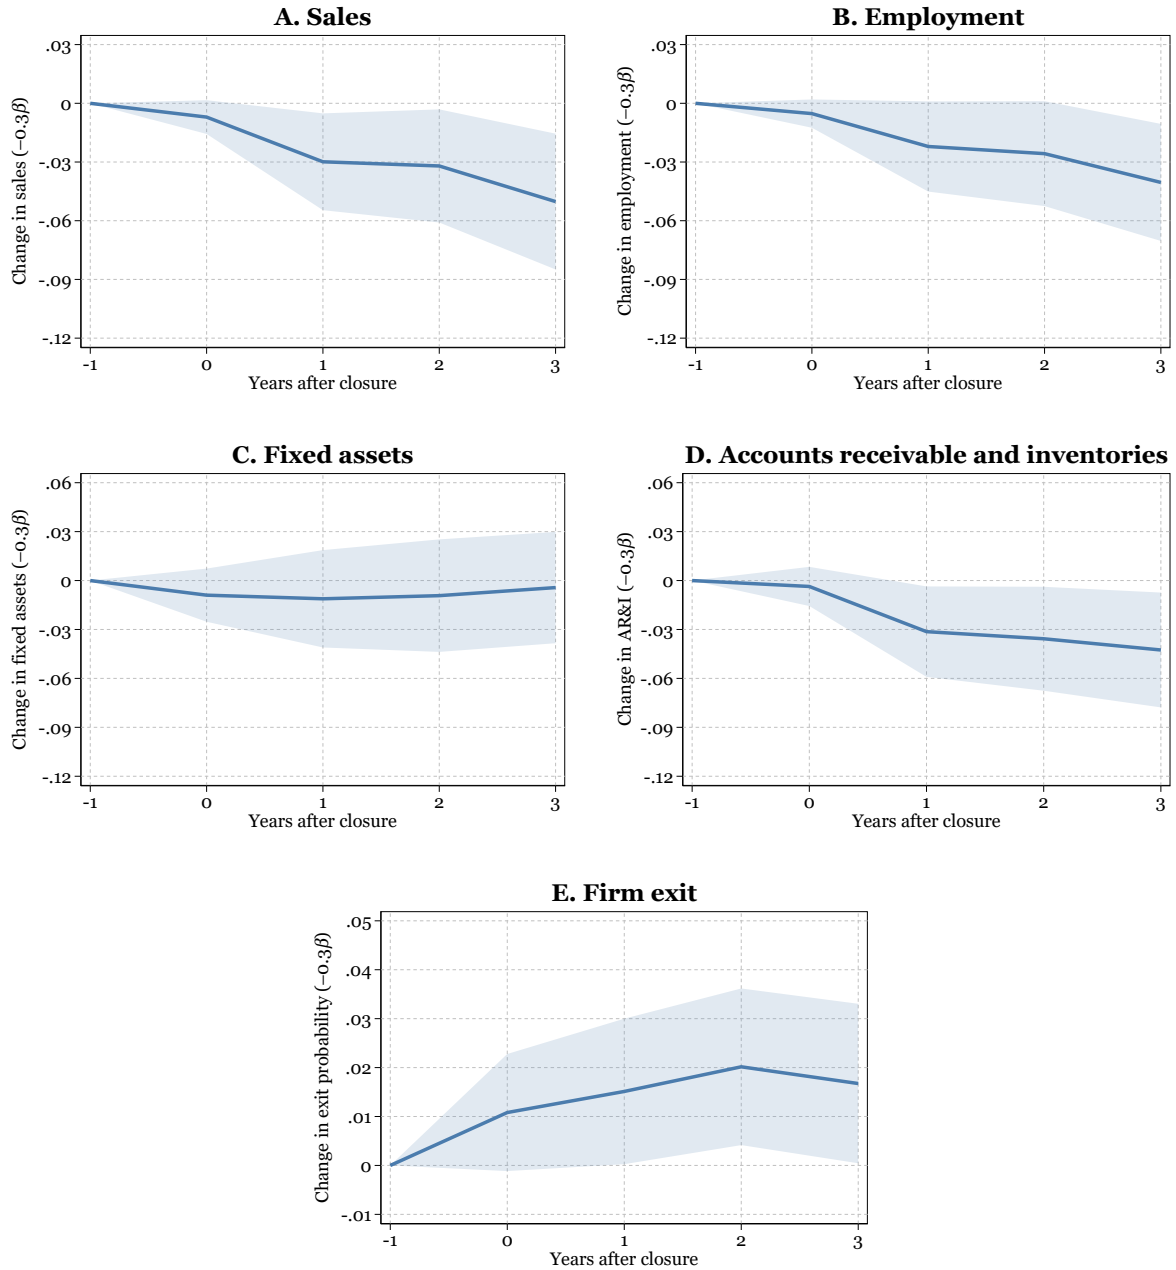 A. Sales
Change in sales (−0.3β)
.03
0
-.03
-.06
-.09
-.12
-1 0 1 2 3
Years after closure
B. Employment
Change in employment (−0.3β)
.03
0
-.03
-.06
-.09
-.12
-1 0 1 2 3
Years after closure
C. Fixed assets
Change in fixed assets (−0.3β)
.06
.03
0
-.03
-.06
-.09
-.12
-1 0 1 2 3
Years after closure
D. Accounts receivable and inventories
Change in AR&I (−0.3β)
.06
.03
0
-.03
-.06
-.09
-.12
-1 0 1 2 3
Years after closure
E. Firm exit
Change in exit probability (−0.3β)
.05
.04
.03
.02
.01
0
-.01
-1 0 1 2 3
Years after closure